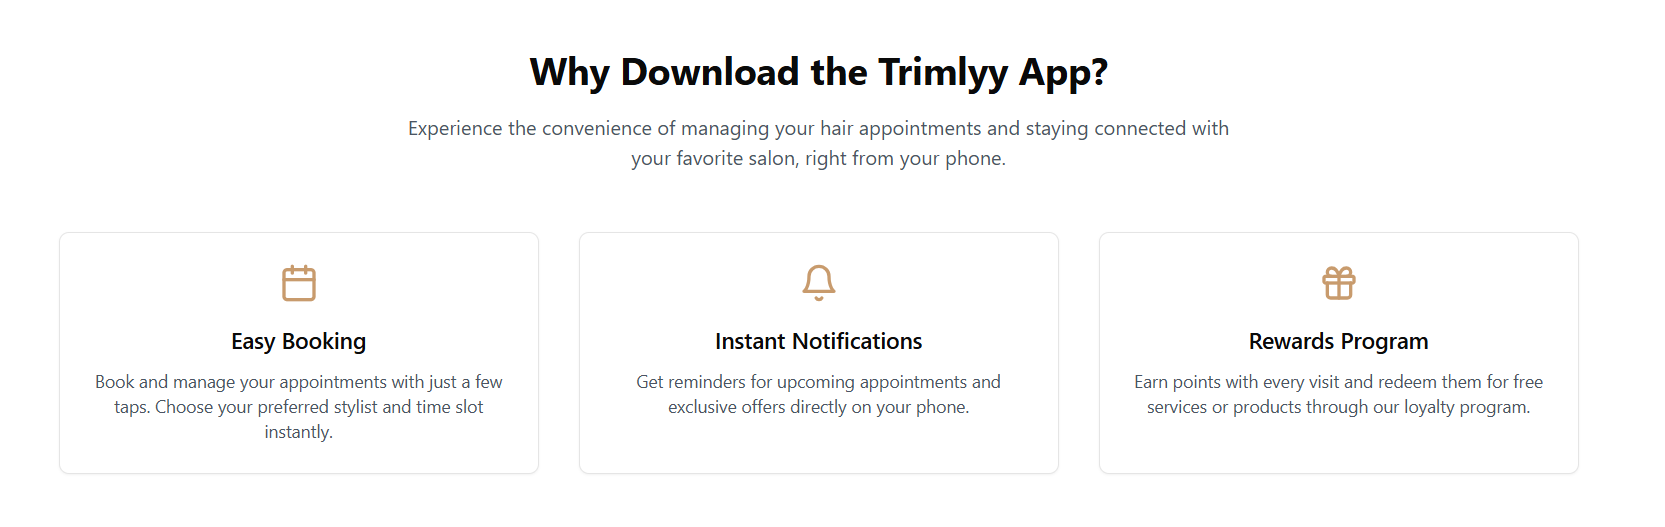 Why Download the Trimlyy App?
Experience the convenience of managing your hair appointments and staying connected with
your favorite salon, right from your phone.
Easy Booking
Book and manage your appointments with just a few
taps. Choose your preferred stylist and time slot
instantly.
Instant Notifications
Get reminders for upcoming appointments and
exclusive offers directly on your phone.
Rewards Program
Earn points with every visit and redeem them for free
services or products through our loyalty program.